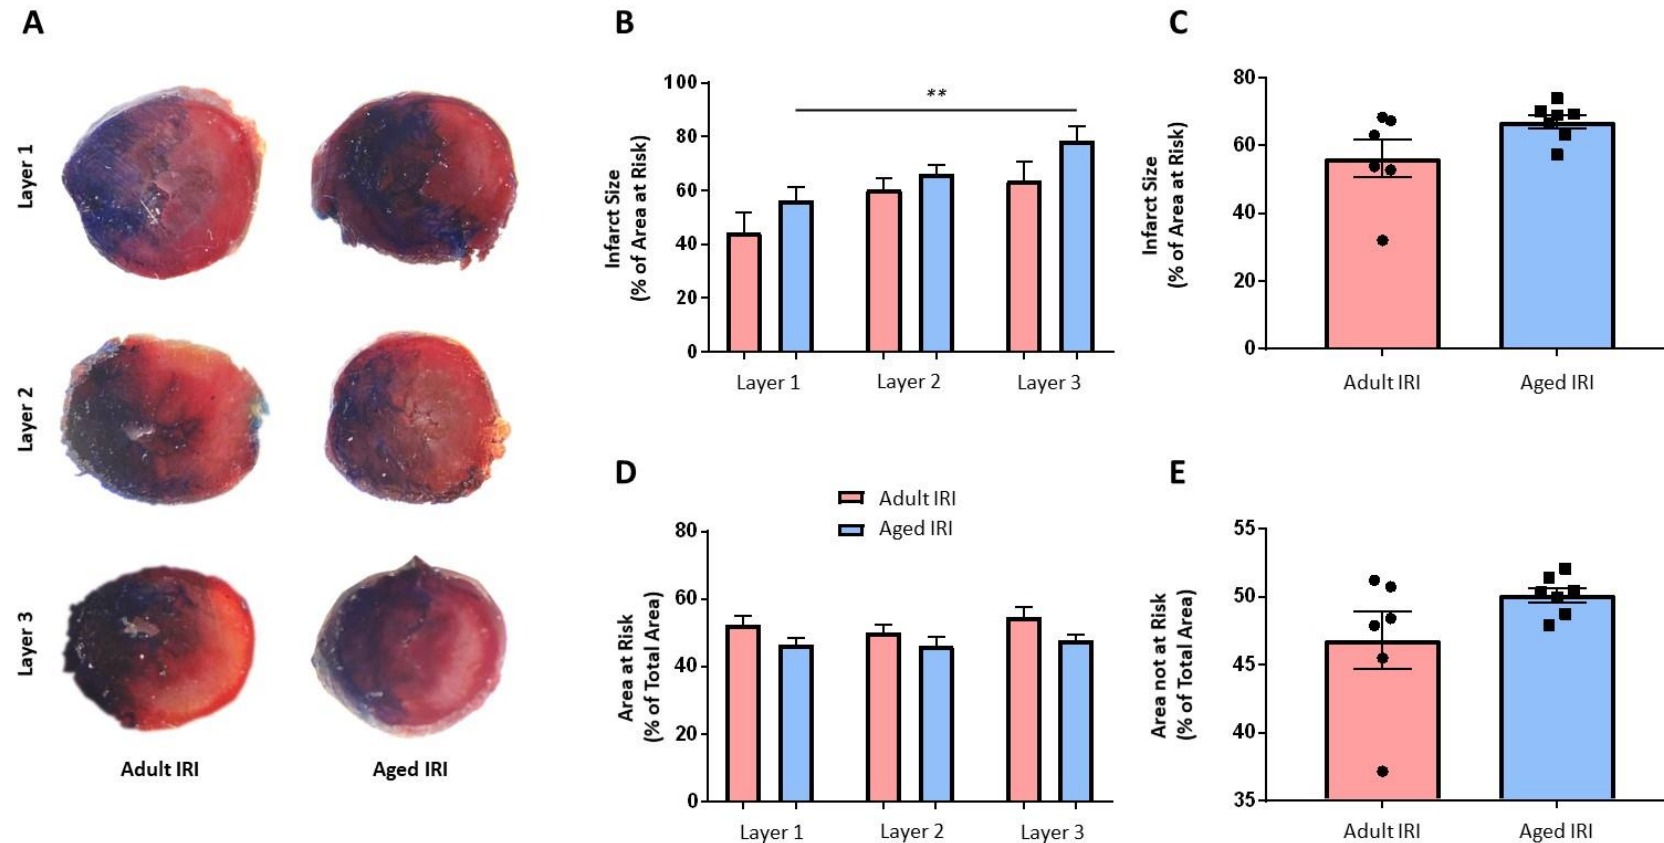 A
Layer 1
Layer 2
Layer 3
Adult IRI
Aged IRI
B
Infarct Size
(% of Area at Risk)
100
80
60
40
20
0
**
Layer 1
Layer 2
Layer 3
C
Infarct Size
(% of Area at Risk)
80
60
40
20
0
Adult IRI
Aged IRI
D
Adult IRI
Aged IRI
Area at Risk
(% of Total Area)
80
60
40
20
0
Layer 1
Layer 2
Layer 3
E
Area not at Risk
(% of Total Area)
55
50
45
40
35
Adult IRI
Aged IRI